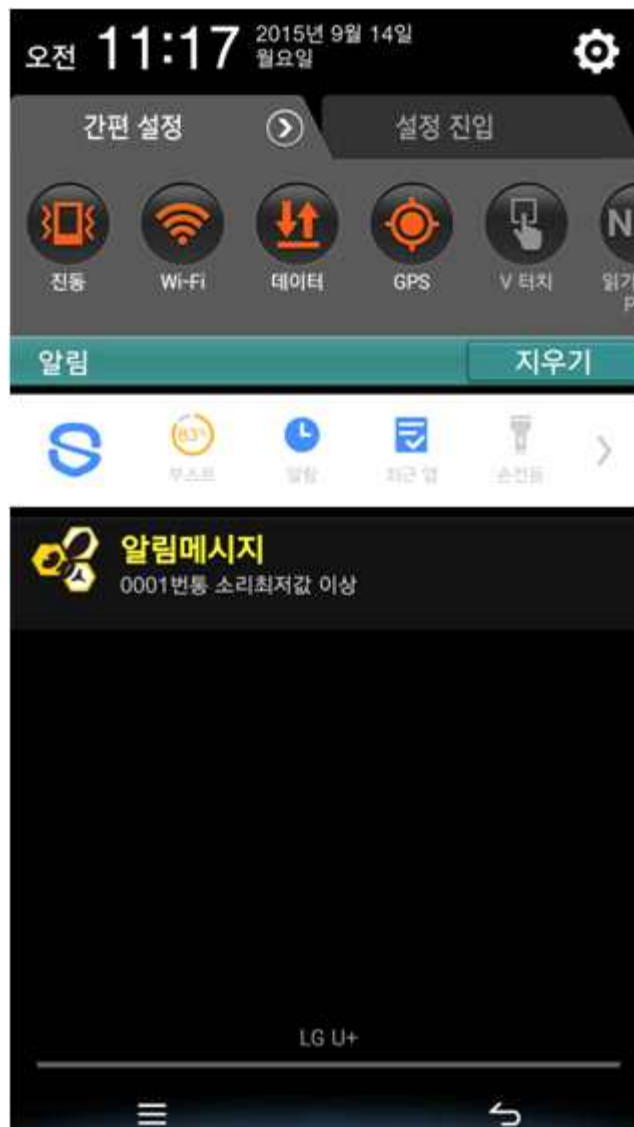 오전 11:17 2015년 9월 14일
월요일
간편 설정
설정 진입
진동
Wi-Fi
데이터
GPS
V 터치
읽기
P
알림
지우기
83%
부스트
알람
최근 앱
손전등
알림메시지
0001번통 소리최저값 이상
LG U+